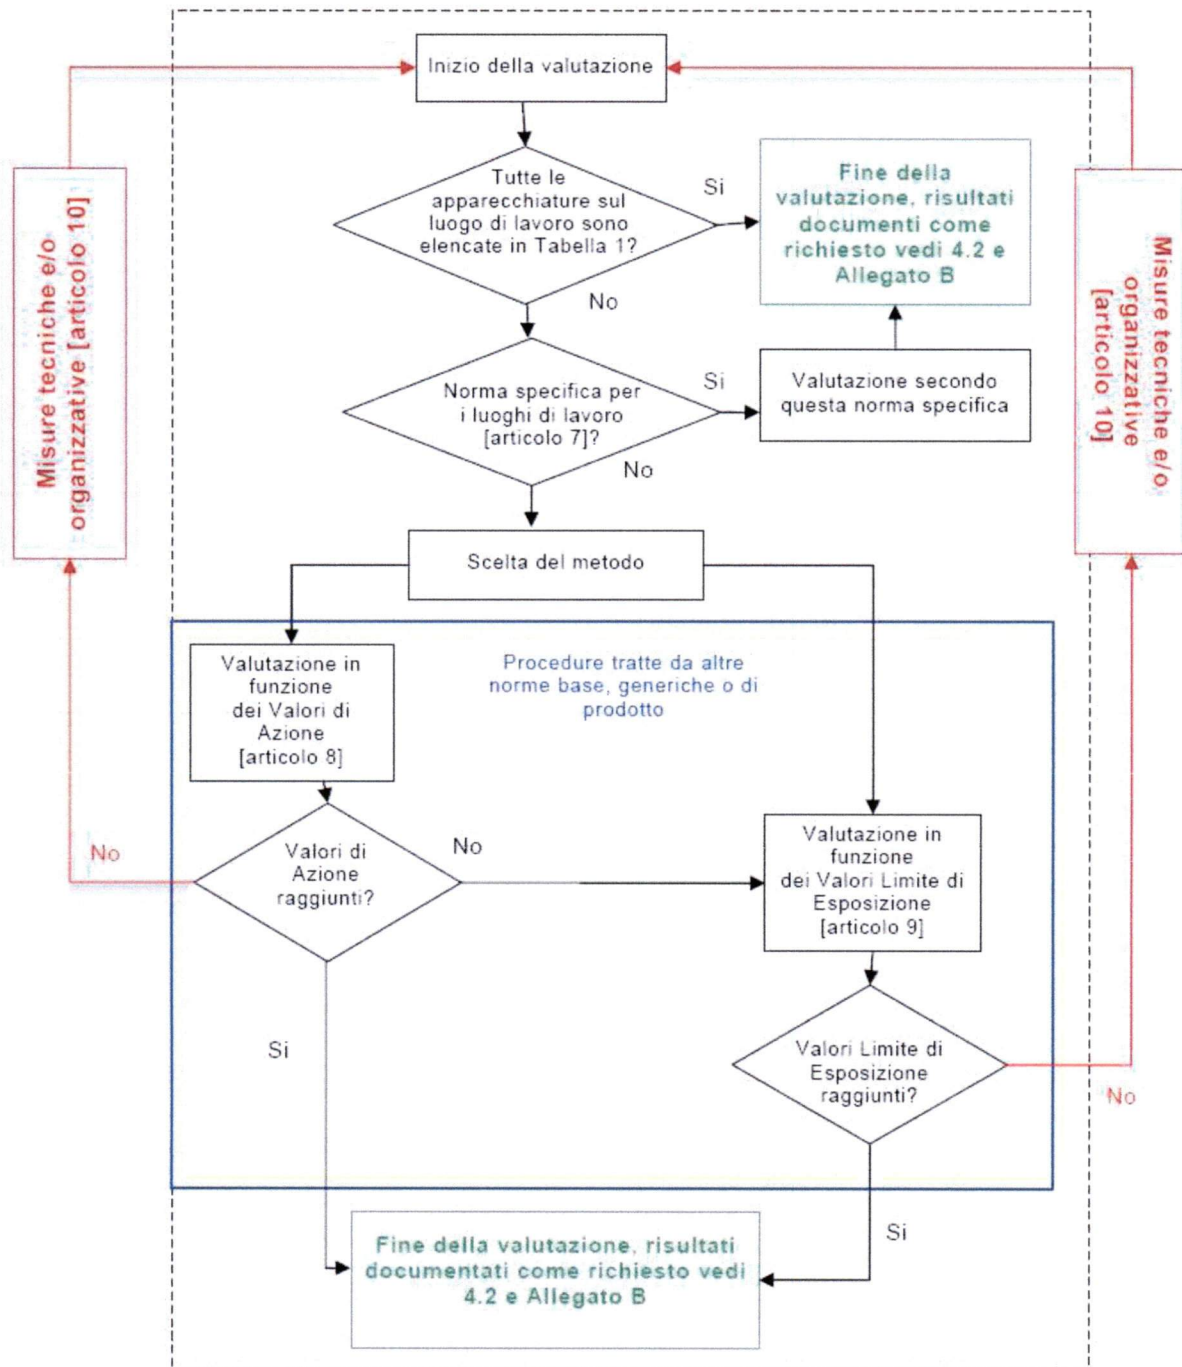 Inizio della valutazione
Tutte le
apparecchiature sul
luogo di lavoro sono
elencate in Tabella 1?
Si
Fine della
valutazione, risultati
documenti come
richiesto vedi 4.2 e
Allegato B
No
Norma specifica per
i luoghi di lavoro
[articolo 7]?
Si
Valutazione secondo
questa norma specifica
No
Misure tecniche e/o
organizzative [articolo 10]
Misure tecniche e/o
organizzative
[articolo 10]
Scelta del metodo
Valutazione in
funzione
dei Valori di
Azione
[articolo 8]
Procedure tratte da altre
norme base, generiche o di
prodotto
No
Valori di
Azione
raggiunti?
No
Valutazione in
funzione
dei Valori Limite di
Esposizione
[articolo 9]
Si
Valori Limite di
Esposizione
raggiunti?
No
Si
Fine della valutazione, risultati
documentati come richiesto vedi
4.2 e Allegato B